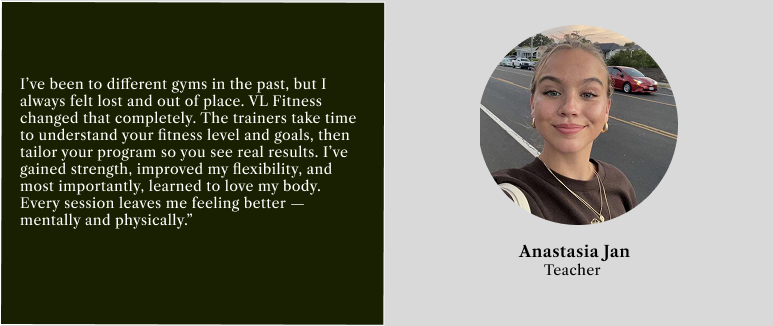 I've been to different gyms in the past, but I
always felt lost and out of place. VL Fitness
changed that completely. The trainers take time
to understand your fitness level and goals, then
tailor your program so you see real results. I've
gained strength, improved my flexibility, and
most importantly, learned to love my body.
Every session leaves me feeling better —
mentally and physically.”
Anastasia Jan
Teacher